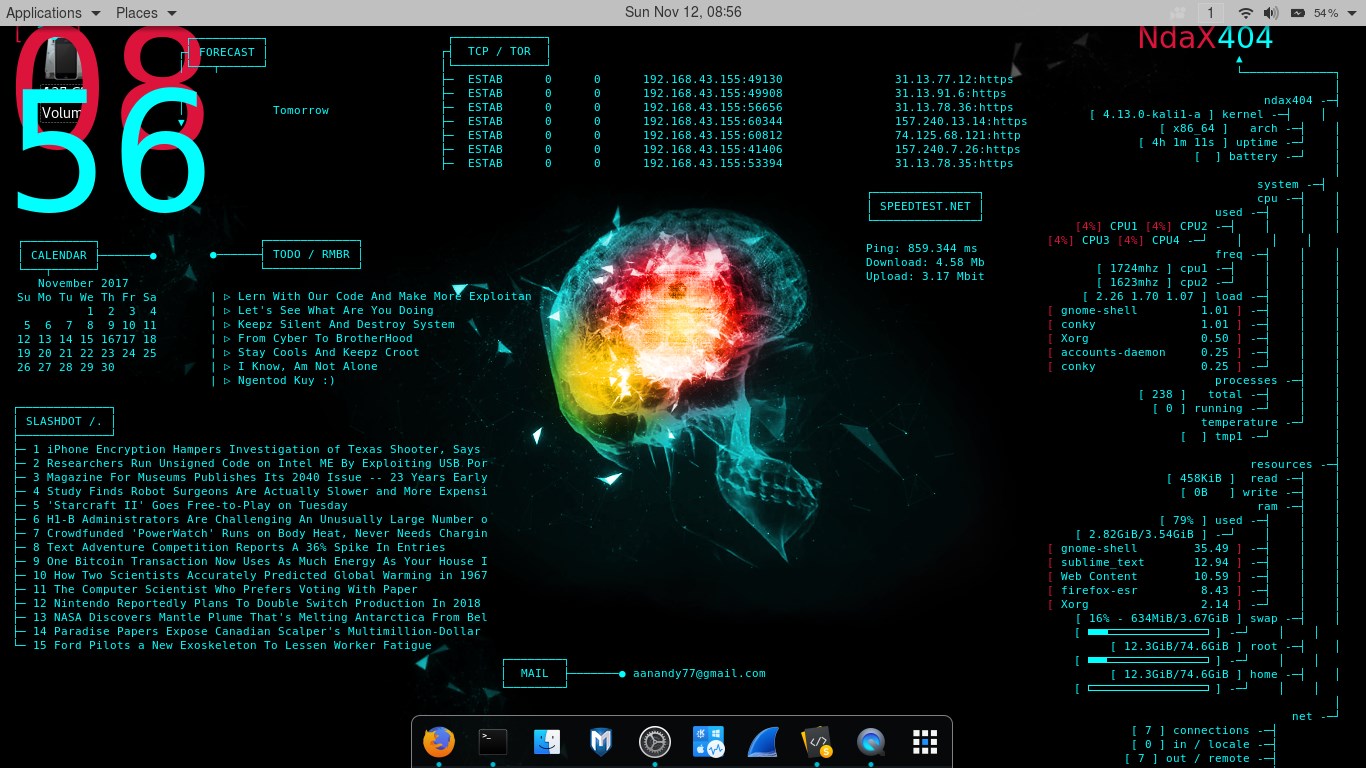 Applications Places Sun Nov 12, 08:56 1 54%
08
56
Volum
FORECAST
Tomorrow
TCP / TOR
ESTAB 0 0 192.168.43.155:49130 31.13.77.12:https
ESTAB 0 0 192.168.43.155:49908 31.13.91.6:https
ESTAB 0 0 192.168.43.155:56656 31.13.78.36:https
ESTAB 0 0 192.168.43.155:60344 157.240.13.14:https
ESTAB 0 0 192.168.43.155:60812 74.125.68.121:http
ESTAB 0 0 192.168.43.155:41406 157.240.7.26:https
ESTAB 0 0 192.168.43.155:53394 31.13.78.35:https
SPEEDTEST.NET
Ping: 859.344 ms
Download: 4.58 Mb
Upload: 3.17 Mbit
CALENDAR
November 2017
Su Mo Tu We Th Fr Sa
1 2 3 4
5 6 7 8 9 10 11
12 13 14 15 16 17 18
19 20 21 22 23 24 25
26 27 28 29 30
TODO / RMBR
| ▷ Lern With Our Code And Make More Exploitan
| ▷ Let's See What Are You Doing
| ▷ Keepz Silent And Destroy System
| ▷ From Cyber To BrotherHood
| ▷ Stay Cools And Keepz Croot
| ▷ I Know, Am Not Alone
| ▷ Ngentod Kuy :)
SLASHDOT /.
1 iPhone Encryption Hampers Investigation of Texas Shooter, Says
2 Researchers Run Unsigned Code on Intel ME By Exploiting USB Por
3 Magazine For Museums Publishes Its 2040 Issue -- 23 Years Early
4 Study Finds Robot Surgeons Are Actually Slower and More Expensi
5 'Starcraft II' Goes Free-to-Play on Tuesday
6 H1-B Administrators Are Challenging An Unusually Large Number o
7 Crowdfunded 'PowerWatch' Runs on Body Heat, Never Needs Chargin
8 Text Adventure Competition Reports A 36% Spike In Entries
9 One Bitcoin Transaction Now Uses As Much Energy As Your House I
10 How Two Scientists Accurately Predicted Global Warming in 1967
11 The Computer Scientist Who Prefers Voting With Paper
12 Nintendo Reportedly Plans To Double Switch Production In 2018
13 NASA Discovers Mantle Plume That's Melting Antarctica From Bel
14 Paradise Papers Expose Canadian Scalper's Multimillion-Dollar
15 Ford Pilots a New Exoskeleton To Lessen Worker Fatigue
MAIL aanandy77@gmail.com
NdaX404
ndax404
[ 4.13.0-kali1-a ] kernel
[ x86_64 ] arch
[ 4h 1m 11s ] uptime
[ ] battery
system
cpu
used
[4%] CPU1 [4%] CPU2
[4%] CPU3 [4%] CPU4
freq
[ 1724mhz ] cpu1
[ 1623mhz ] cpu2
[ 2.26 1.70 1.07 ] load
[ gnome-shell 1.01 ]
[ conky 1.01 ]
[ Xorg 0.50 ]
[ accounts-daemon 0.25 ]
[ conky 0.25 ]
processes
[ 238 ] total
[ 0 ] running
temperature
[ ] tmp1
resources
[ 458KiB ] read
[ 0B ] write
ram
[ 79% ] used
[ 2.82GiB/3.54GiB ]
[ gnome-shell 35.49 ]
[ sublime_text 12.94 ]
[ Web Content 10.59 ]
[ firefox-esr 8.43 ]
[ Xorg 2.14 ]
[ 16% - 634MiB/3.67GiB ] swap
[ ]
[ 12.3GiB/74.6GiB ] root
[ ]
[ 12.3GiB/74.6GiB ] home
[ ]
net
[ 7 ] connections
[ 0 ] in / locale
[ 7 ] out / remote